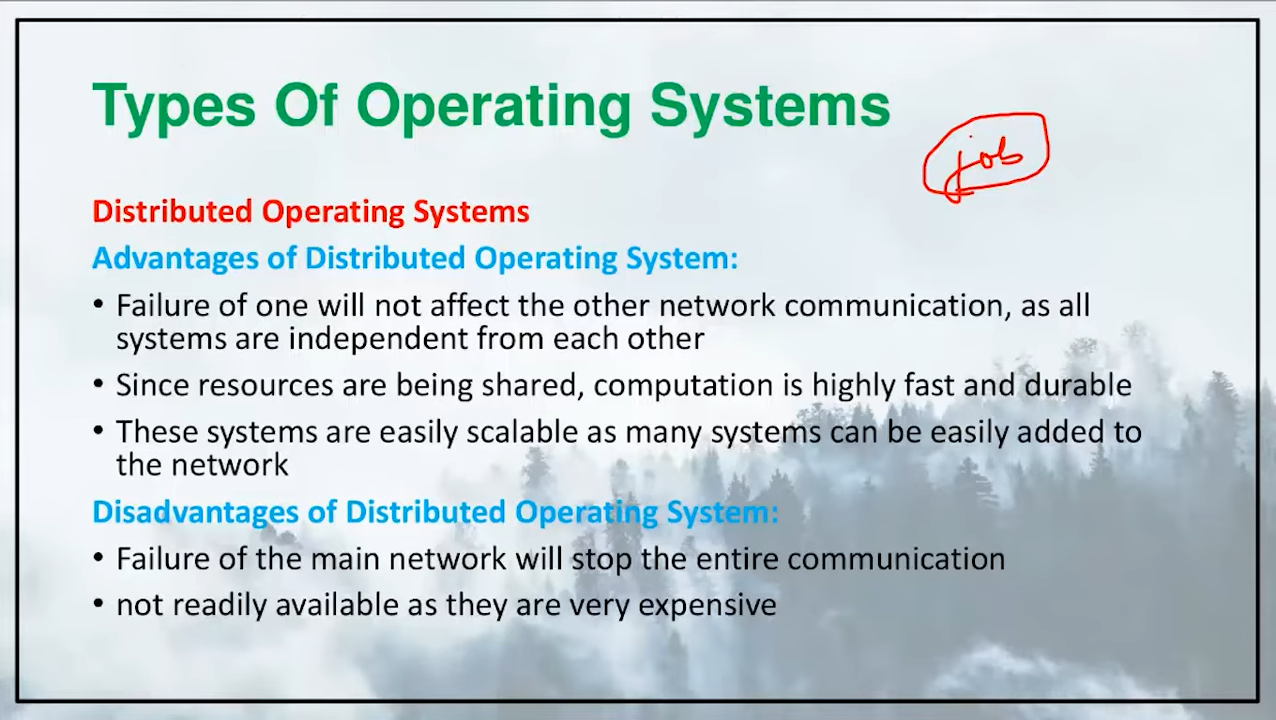 Types Of Operating Systems
job
Distributed Operating Systems
Advantages of Distributed Operating System:
• Failure of one will not affect the other network communication, as all
systems are independent from each other
• Since resources are being shared, computation is highly fast and durable
• These systems are easily scalable as many systems can be easily added to
the network
Disadvantages of Distributed Operating System:
• Failure of the main network will stop the entire communication
• not readily available as they are very expensive